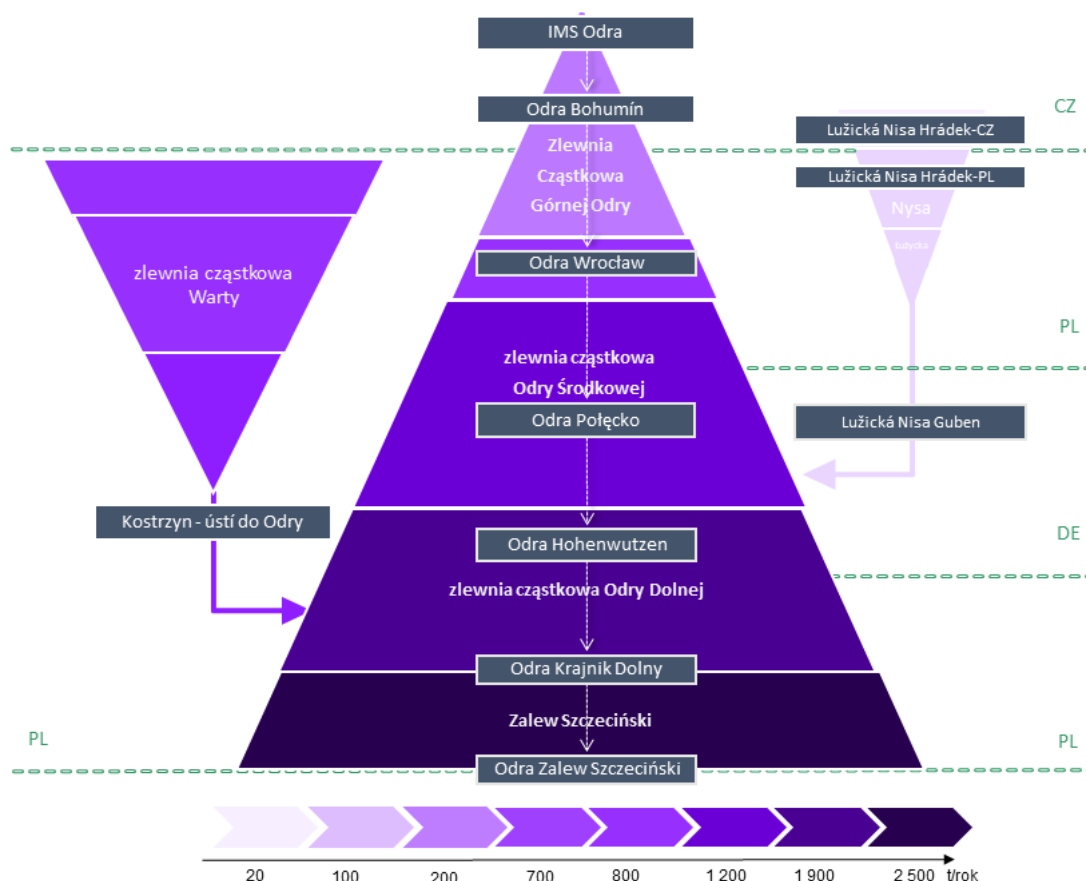 IMS Odra
Odra Bohumín
CZ
Lužická Nisa Hrádek-CZ
Zlewnia
Cząstkowa
Górnej Odry
Lužická Nisa Hrádek-PL
Nysa
Łużycka
zlewnia cząstkowa
Warty
Odra Wrocław
PL
zlewnia cząstkowa
Odry Środkowej
Odra Połęcko
Lužická Nisa Guben
Kostrzyn - ústí do Odry
Odra Hohenwutzen
DE
zlewnia cząstkowa Odry Dolnej
Odra Krajnik Dolny
Zalew Szczeciński
PL
PL
Odra Zalew Szczeciński
20 100 200 700 800 1 200 1 900 2 500 t/rok